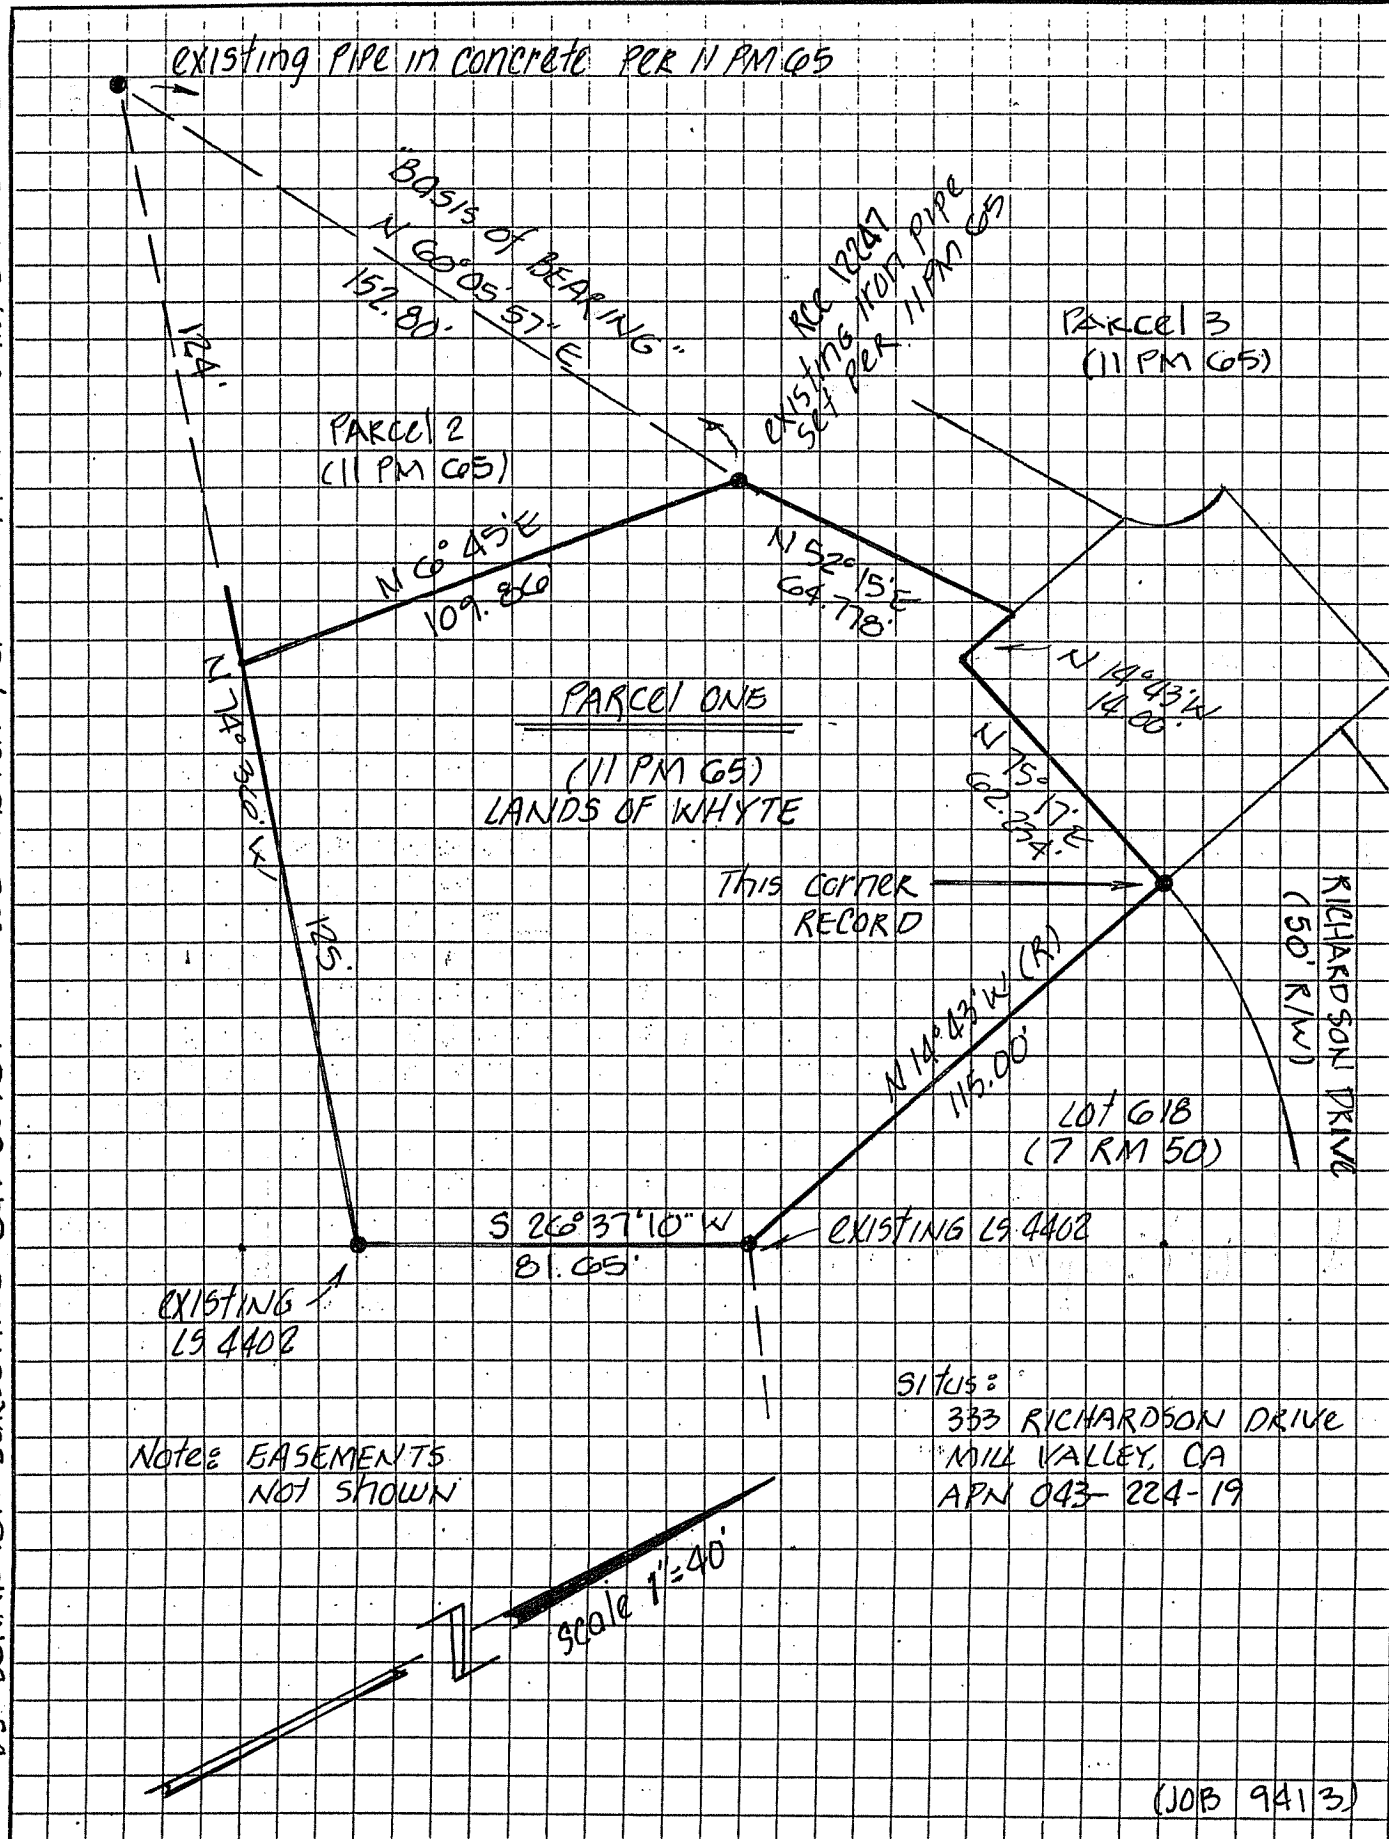 existing PIPE in concrete PER 11 PM 65
"BASIS of BEARING"
N 60° 05' 57" E
152.80'
RCE 12247
existing iron pipe
set PER 11 PM 65
PARCEL 3
(11 PM 65)
124'
PARCEL 2
(11 PM 65)
N 6° 45' E
109.86
N 52° 15' E
64.778'
N 14° 43' W
14.00'
N 74° 36' W
125'
PARCEL ONE
(11 PM 65)
LANDS OF WHYTE
N 75° 17' E
62.234'
This corner
RECORD
RICHARDSON DRIVE
(50' R/W)
N 14° 43' W (R)
115.00'
LOT 618
(7 RM 50)
S 26° 37' 10" W
81.65'
existing LS 4402
existing
LS 4402
SITUS:
333 RICHARDSON DRIVE
MILL VALLEY, CA
APN 043-224-19
Note: EASEMENTS
NOT SHOWN
scale 1"=40'
(JOB 9413)